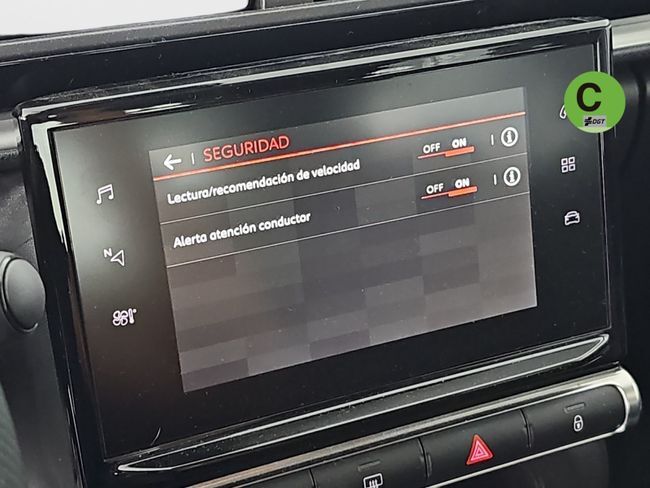 C
DGT
SEGURIDAD
Lectura/recomendación de velocidad OFF ON
Alerta atención conductor OFF ON
N